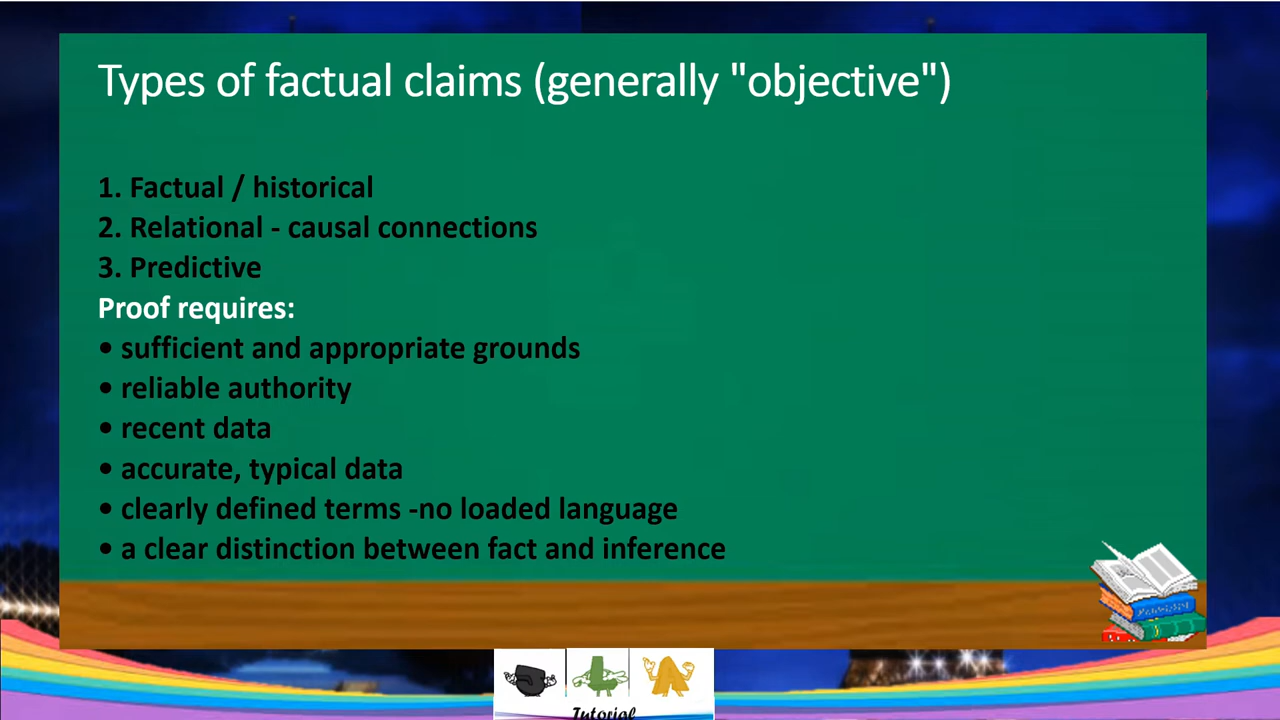 Types of factual claims (generally "objective")
1. Factual / historical
2. Relational - causal connections
3. Predictive
Proof requires:
• sufficient and appropriate grounds
• reliable authority
• recent data
• accurate, typical data
• clearly defined terms -no loaded language
• a clear distinction between fact and inference
Tutorial